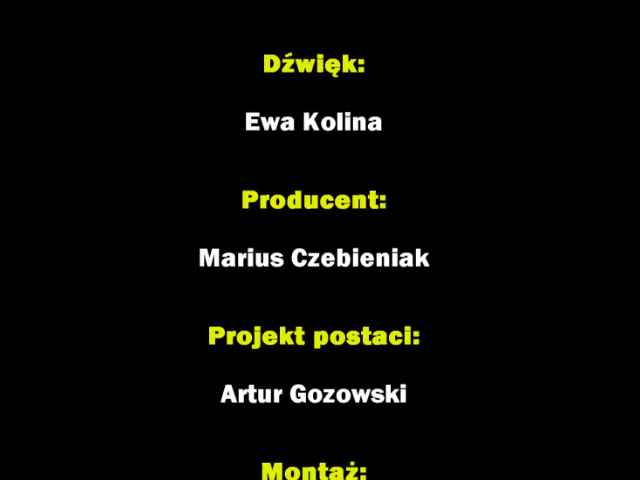 Dźwięk:
Ewa Kolina
Producent:
Marius Czebieniak
Projekt postaci:
Artur Gozowski
Montaż: